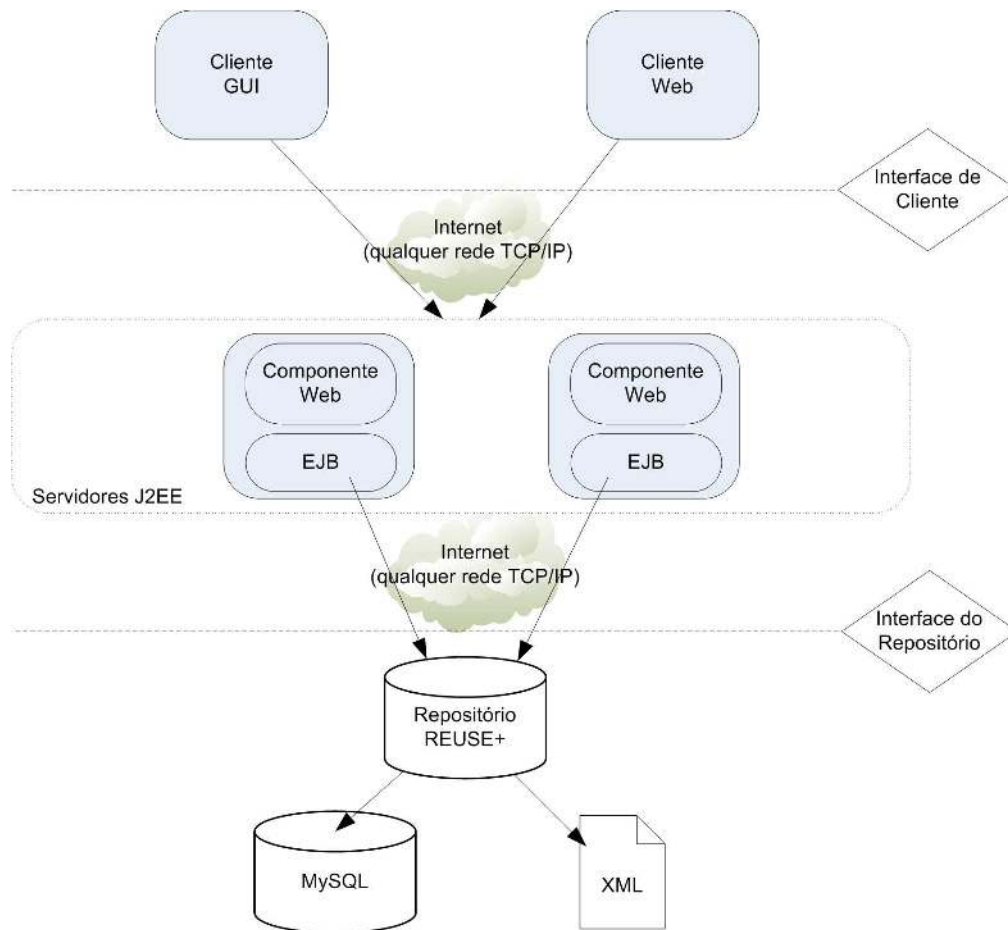 Cliente
GUI
Cliente
Web
Interface de
Cliente
Internet
(qualquer rede TCP/IP)
Componente
Web
EJB
Componente
Web
EJB
Servidores J2EE
Internet
(qualquer rede TCP/IP)
Interface do
Repositório
Repositório
REUSE+
MySQL
XML